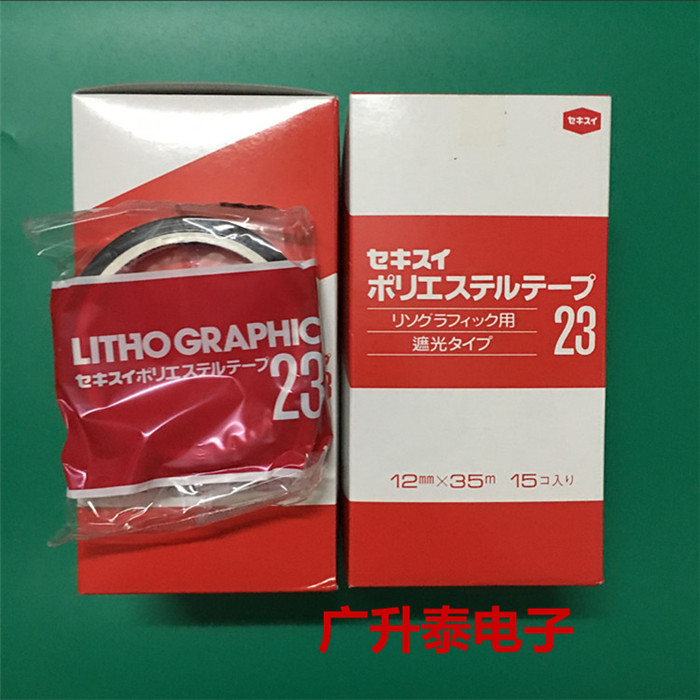 LITHOGRAPHIC
セキスイポリエステルテープ
23
セキスイ
セキスイ
ポリエステルテープ
リソグラフィック用
遮光タイプ
23
12mm×35m 15コ入り
广升泰电子